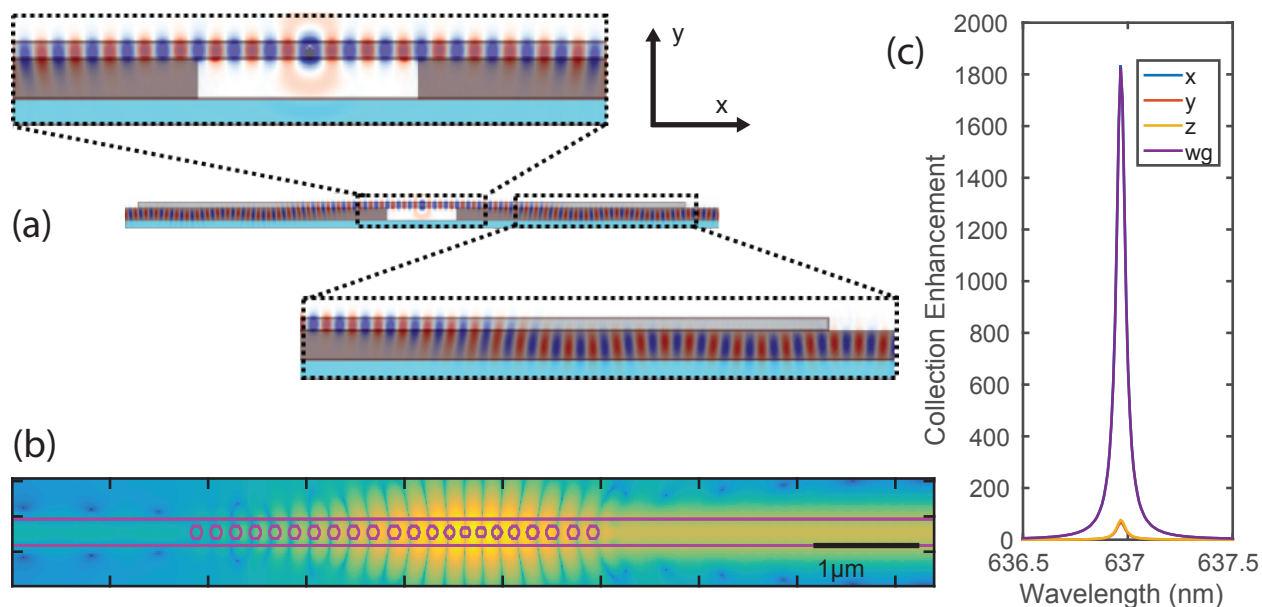 y
x
(a)
(b)
1µm
(c)
2000
1800
1600
1400
1200
1000
800
600
400
200
0
Collection Enhancement
x
y
z
wg
636.5
637
637.5
Wavelength (nm)